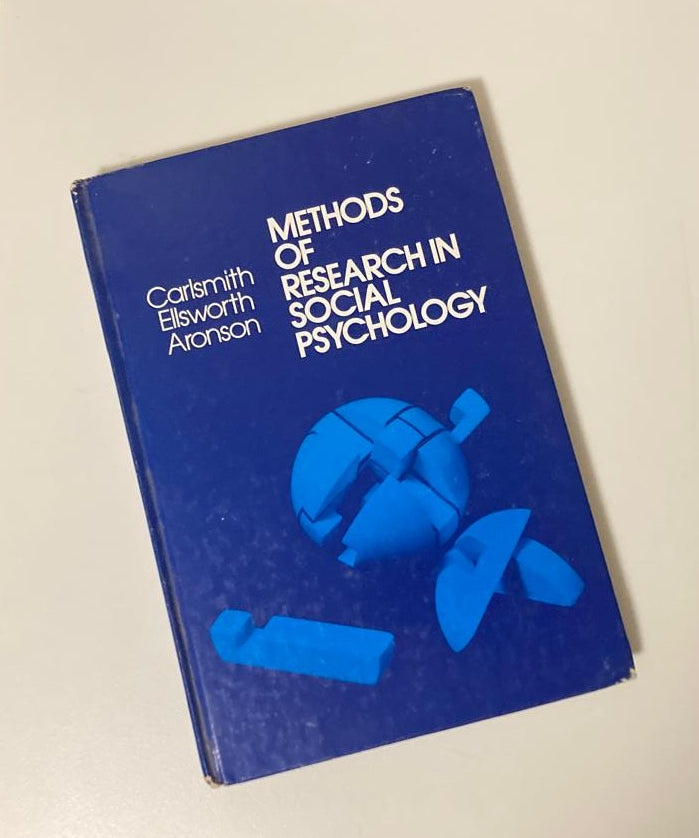 METHODS
OF
RESEARCH IN
SOCIAL
PSYCHOLOGY
Carlsmith
Ellsworth
Aronson